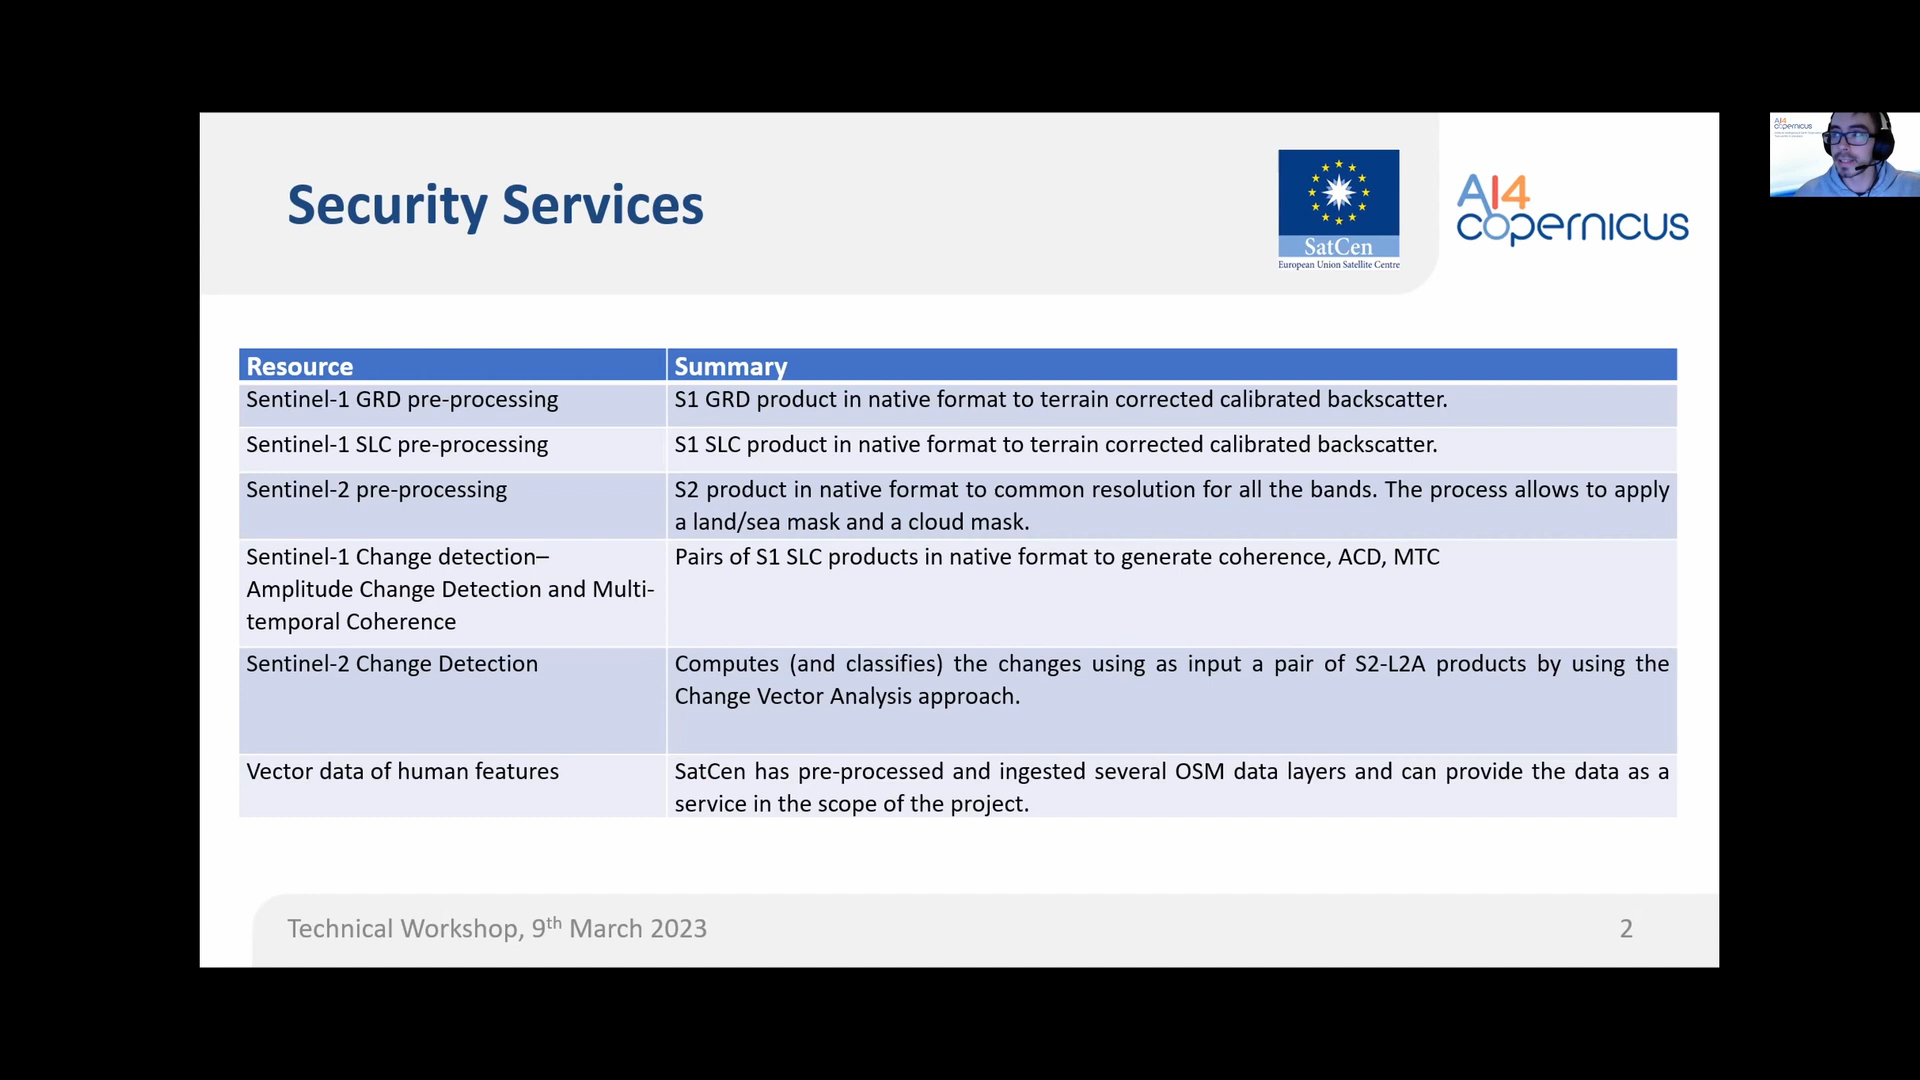 Security Services
SatCen
European Union Satellite Centre
AI4
copernicus
AI4
copernicus
Resource
Summary
Sentinel-1 GRD pre-processing
S1 GRD product in native format to terrain corrected calibrated backscatter.
Sentinel-1 SLC pre-processing
S1 SLC product in native format to terrain corrected calibrated backscatter.
Sentinel-2 pre-processing
S2 product in native format to common resolution for all the bands. The process allows to apply
a land/sea mask and a cloud mask.
Sentinel-1 Change detection–
Amplitude Change Detection and Multi-
temporal Coherence
Pairs of S1 SLC products in native format to generate coherence, ACD, MTC
Sentinel-2 Change Detection
Computes (and classifies) the changes using as input a pair of S2-L2A products by using the
Change Vector Analysis approach.
Vector data of human features
SatCen has pre-processed and ingested several OSM data layers and can provide the data as a
service in the scope of the project.
Technical Workshop, 9th March 2023
2